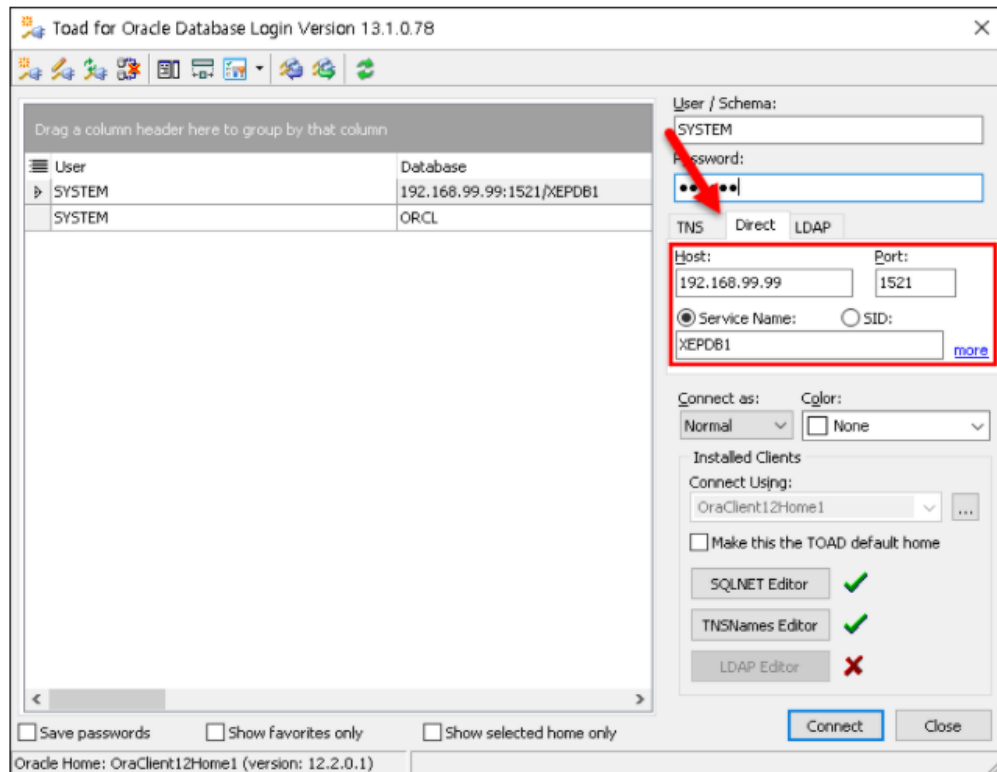 Toad for Oracle Database Login Version 13.1.0.78
Drag a column header here to group by that column
User Database
SYSTEM 192.168.99.99:1521/XEPDB1
SYSTEM ORCL
User / Schema:
SYSTEM
Password:
TNS Direct LDAP
Host: Port:
192.168.99.99 1521
Service Name: SID:
XEPDB1
more
Connect as: Color:
Normal None
Installed Clients
Connect Using:
OraClient12Home1 ...
Make this the TOAD default home
SQLNET Editor
TNSNames Editor
LDAP Editor
Save passwords Show favorites only Show selected home only
Connect Close
Oracle Home: OraClient12Home1 (version: 12.2.0.1)